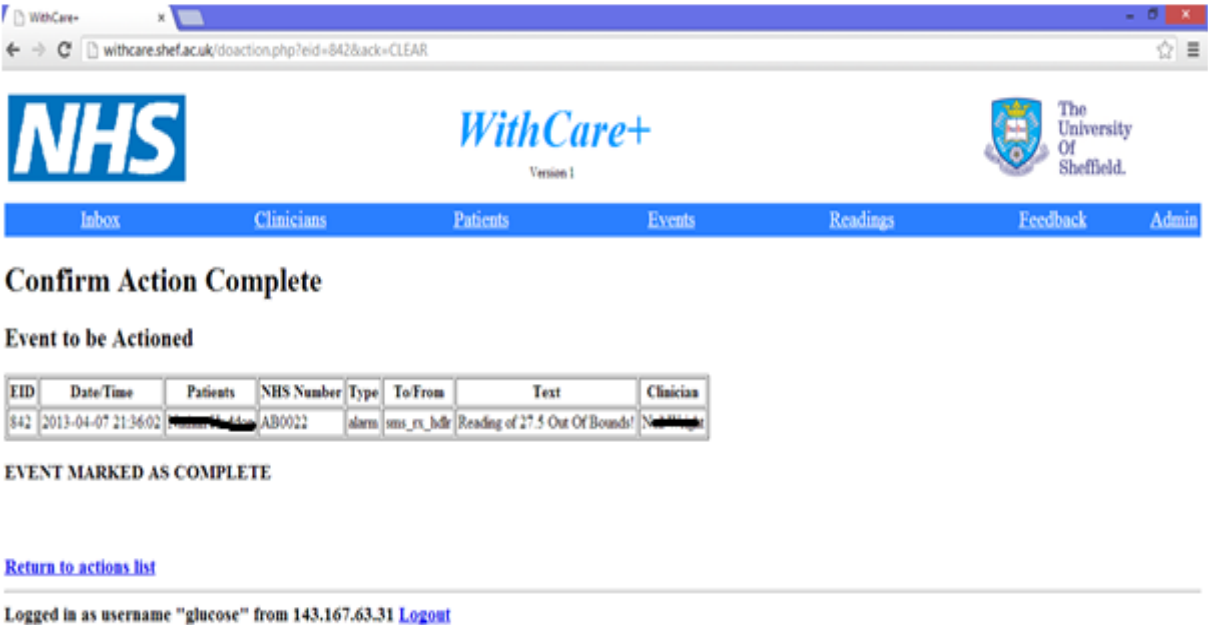 WithCare+
withcare.shef.ac.uk/doaction.php?eid=842&ack=CLEAR
NHS
WithCare+
Version 1
The
University
Of
Sheffield.
Inbox Clinicians Patients Events Readings Feedback Admin
Confirm Action Complete
Event to be Actioned
EID Date/Time Patients NHS Number Type To/From Text Clinician
842 2013-04-07 21:36:02 AB0022 alarm sms_rx_hdlr Reading of 27.5 Out Of Bounds!
EVENT MARKED AS COMPLETE
Return to actions list
Logged in as username "glucose" from 143.167.63.31 Logout